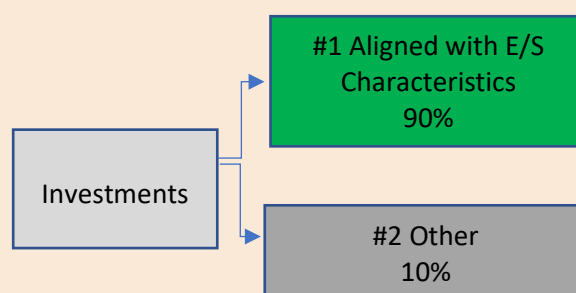 #1 Aligned with E/S
Characteristics
90%
Investments
#2 Other
10%